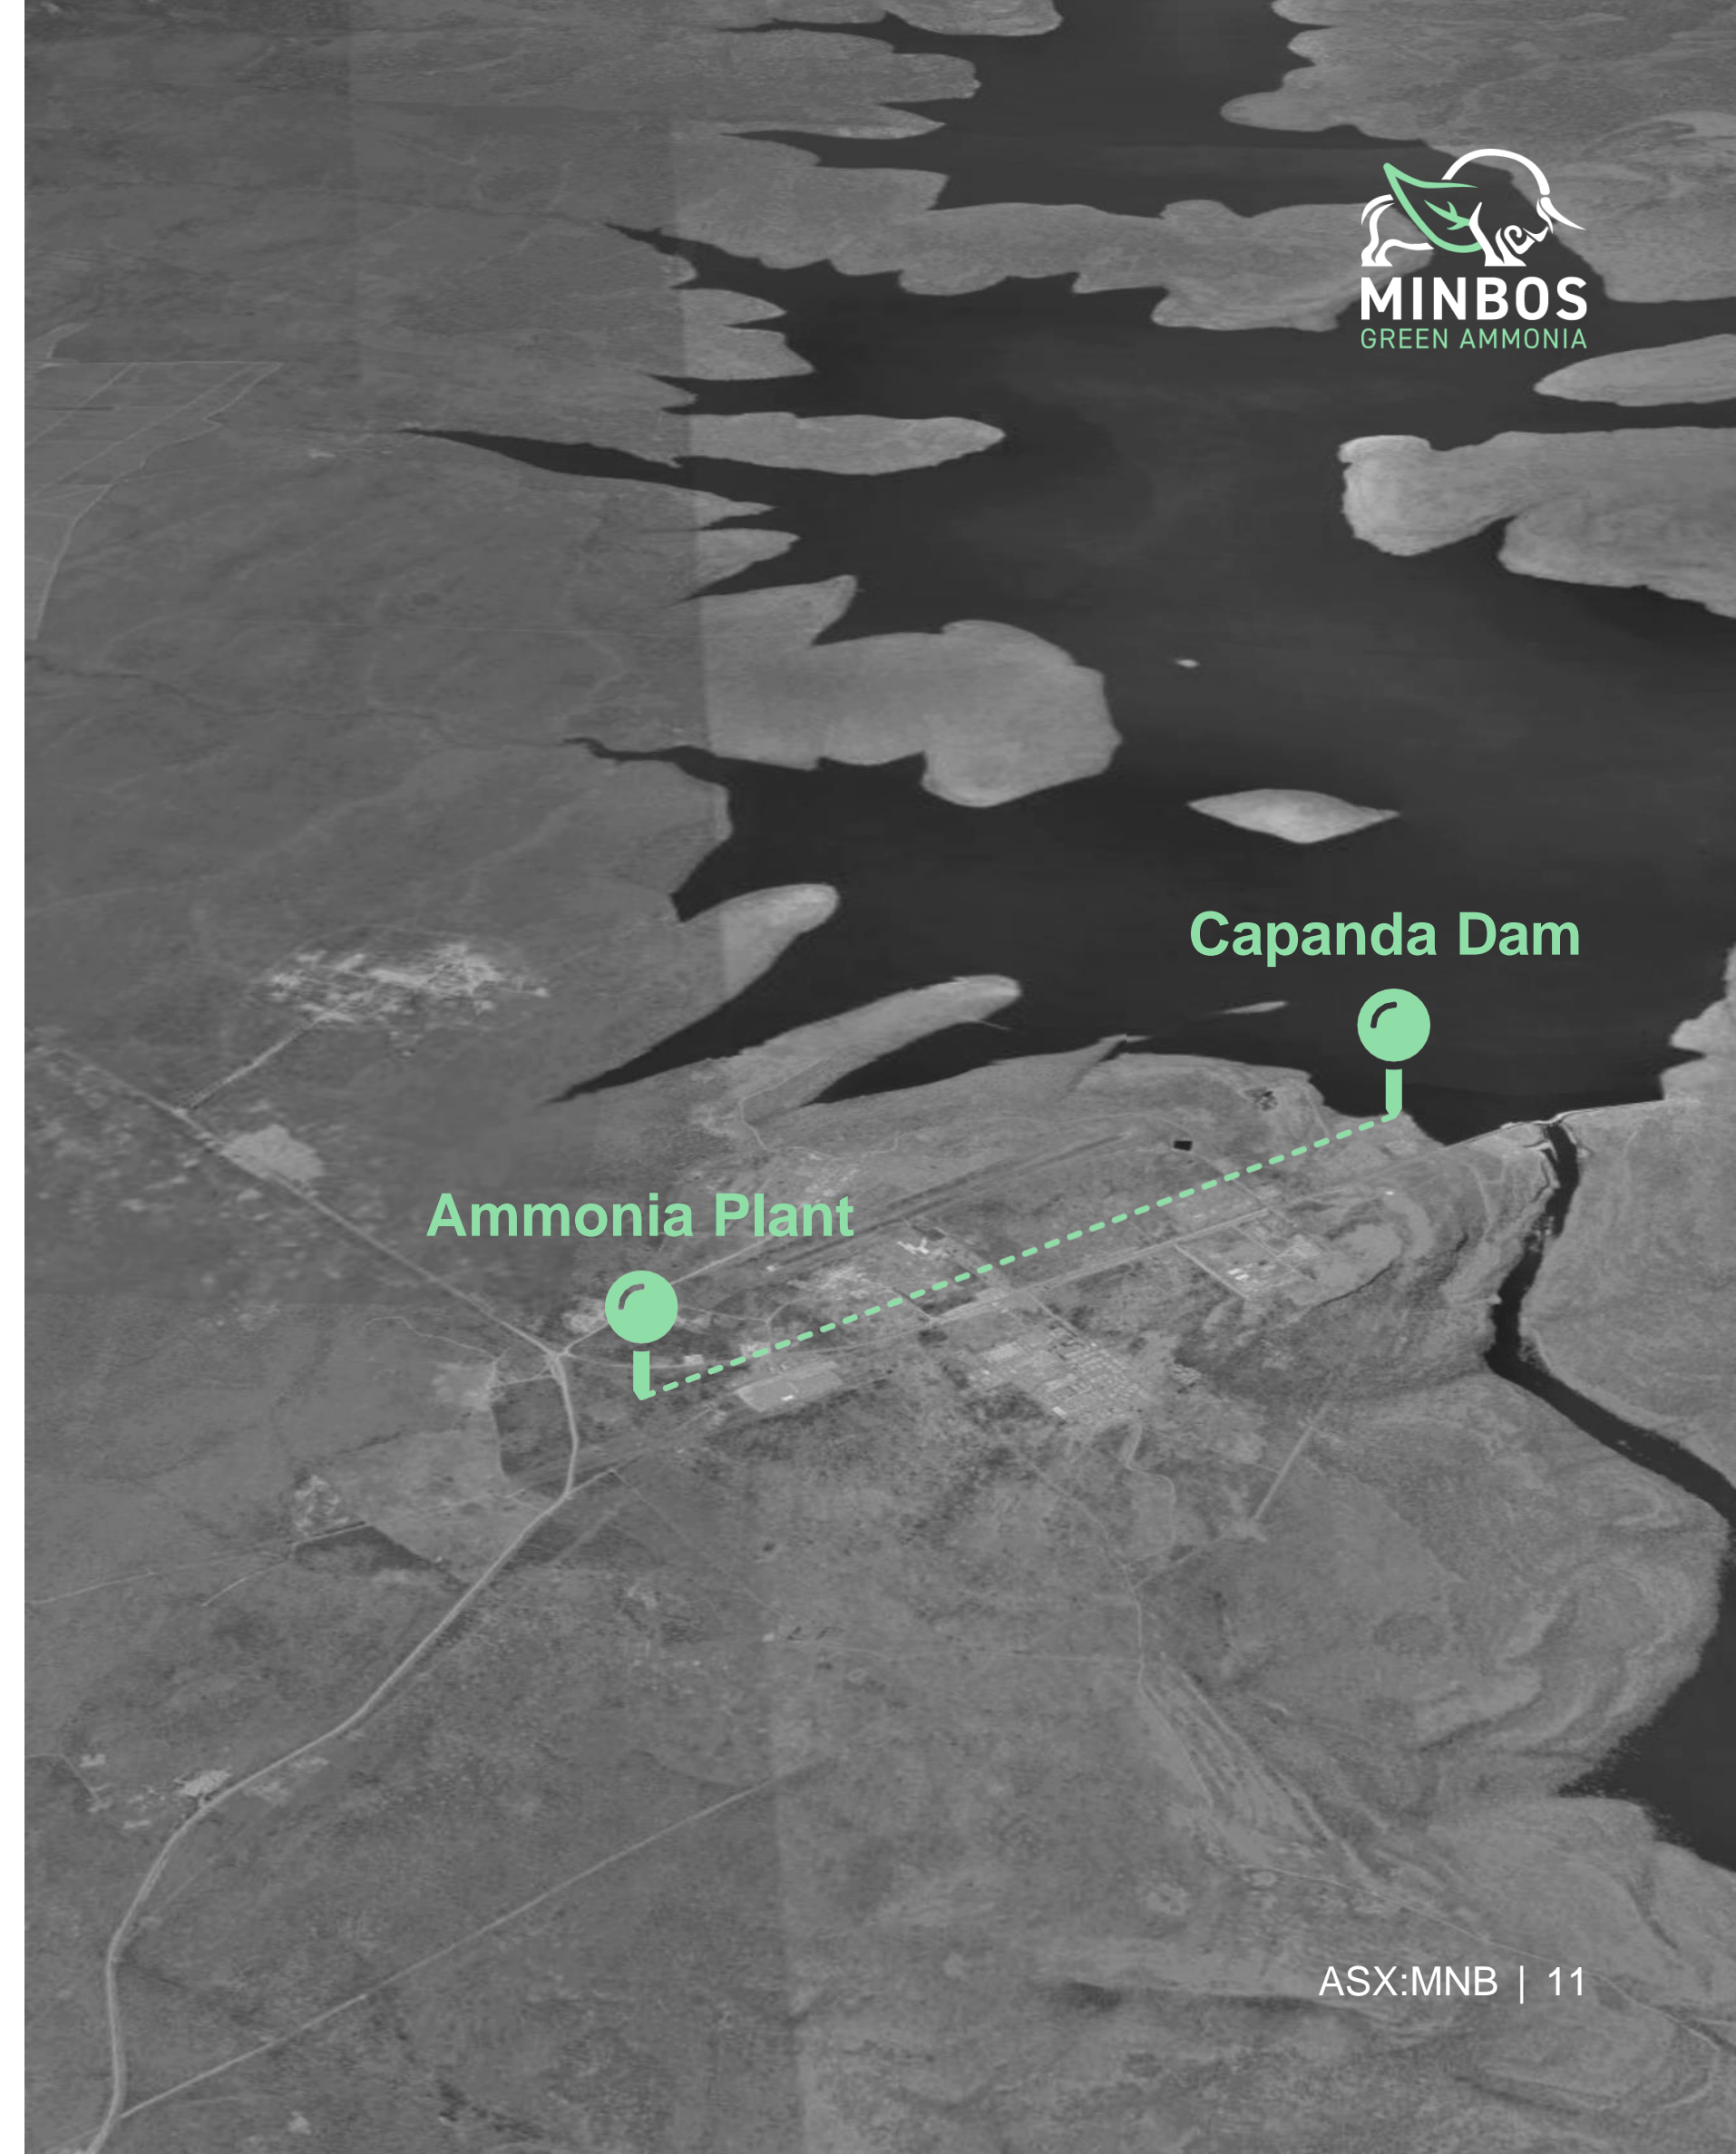 MINBOS
GREEN AMMONIA
Capanda Dam
Ammonia Plant
ASX:MNB | 11